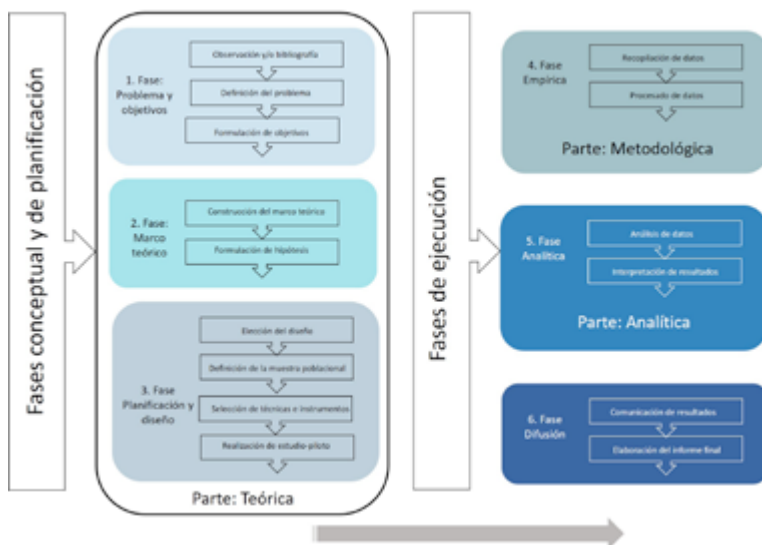 Fases conceptual y de planificación
1. Fase:
Problema y
objetivos
Observación y/o bibliografía
Definición del problema
Formulación de objetivos
2. Fase:
Marco
teórico
Construcción del marco teórico
Formulación de hipótesis
3. Fase
Planificación y
diseño
Elección del diseño
Definición de la muestra poblacional
Selección de técnicas e instrumentos
Realización de estudio piloto
Parte: Teórica
Fases de ejecución
4. Fase
Empírica
Recopilación de datos
Procesado de datos
Parte: Metodológica
5. Fase
Analítica
Análisis de datos
Interpretación de resultados
Parte: Analítica
6. Fase
Difusión
Comunicación de resultados
Elaboración del informe final